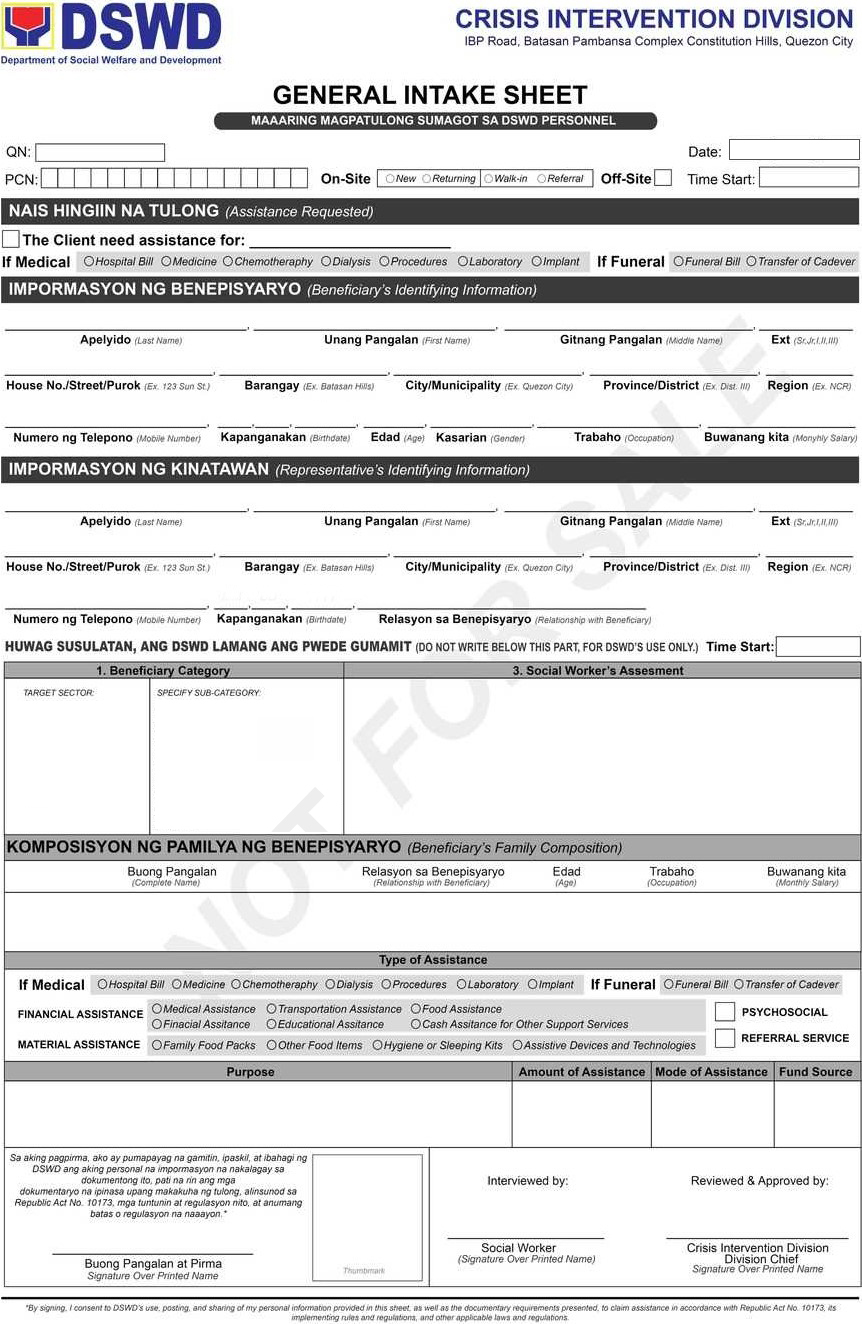 DSWD
Department of Social Welfare and Development
CRISIS INTERVENTION DIVISION
IBP Road, Batasan Pambansa Complex Constitution Hills, Quezon City
GENERAL INTAKE SHEET
MAAARING MAGPATULONG SUMAGOT SA DSWD PERSONNEL
QN:
Date:
PCN: On-Site New Returning Walk-in Referral Off-Site Time Start:
NAIS HINGIIN NA TULONG (Assistance Requested)
The Client need assistance for:
If Medical Hospital Bill Medicine Chemotheraphy Dialysis Procedures Laboratory Implant If Funeral Funeral Bill Transfer of Cadever
IMPORMASYON NG BENEPISYARYO (Beneficiary's Identifying Information)
Apelyido (Last Name) Unang Pangalan (First Name) Gitnang Pangalan (Middle Name) Ext (Sr,Jr,I,II,III)
House No./Street/Purok (Ex. 123 Sun St.) Barangay (Ex. Batasan Hills) City/Municipality (Ex. Quezon City) Province/District (Ex. Dist. III) Region (Ex. NCR)
Numero ng Telepono (Mobile Number) Kapanganakan (Birthdate) Edad (Age) Kasarian (Gender) Trabaho (Occupation) Buwanang kita (Monyhly Salary)
IMPORMASYON NG KINATAWAN (Representative's Identifying Information)
Apelyido (Last Name) Unang Pangalan (First Name) Gitnang Pangalan (Middle Name) Ext (Sr,Jr,I,II,III)
House No./Street/Purok (Ex. 123 Sun St.) Barangay (Ex. Batasan Hills) City/Municipality (Ex. Quezon City) Province/District (Ex. Dist. III) Region (Ex. NCR)
Numero ng Telepono (Mobile Number) Kapanganakan (Birthdate) Relasyon sa Benepisyaryo (Relationship with Beneficiary)
HUWAG SUSULATAN, ANG DSWD LAMANG ANG PWEDE GUMAMIT (DO NOT WRITE BELOW THIS PART, FOR DSWD'S USE ONLY.) Time Start:
1. Beneficiary Category 3. Social Worker's Assesment
TARGET SECTOR: SPECIFY SUB-CATEGORY:
NOT FOR SALE
KOMPOSISYON NG PAMILYA NG BENEPISYARYO (Beneficiary's Family Composition)
Buong Pangalan Relasyon sa Benepisyaryo Edad Trabaho Buwanang kita
(Complete Name) (Relationship with Beneficiary) (Age) (Occupation) (Monthly Salary)
Type of Assistance
If Medical Hospital Bill Medicine Chemotheraphy Dialysis Procedures Laboratory Implant If Funeral Funeral Bill Transfer of Cadever
FINANCIAL ASSISTANCE Medical Assistance Transportation Assistance Food Assistance PSYCHOSOCIAL
Finacial Assitance Educational Assitance Cash Assitance for Other Support Services
MATERIAL ASSISTANCE Family Food Packs Other Food Items Hygiene or Sleeping Kits Assistive Devices and Technologies REFERRAL SERVICE
Purpose Amount of Assistance Mode of Assistance Fund Source
Sa aking pagpirma, ako ay pumapayag na gamitin, ipaskil, at ibahagi ng
DSWD ang aking personal na impormasyon na nakalagay sa
dokumentong ito, pati na rin ang mga
dokumentaryo na ipinasa upang makakuha ng tulong, alinsunod sa
Republic Act No. 10173, mga tuntunin at regulasyon nito, at anumang
batas o regulasyon na naaayon.*
Buong Pangalan at Pirma
Signature Over Printed Name
Thumbmark
Interviewed by:
Social Worker
(Signature Over Printed Name)
Reviewed & Approved by:
Crisis Intervention Division
Division Chief
Signature Over Printed Name
*By signing, I consent to DSWD's use, posting, and sharing of my personal information provided in this sheet, as well as the documentary requirements presented, to claim assistance in accordance with Republic Act No. 10173, its
implementing rules and regulations, and other applicable laws and regulations.